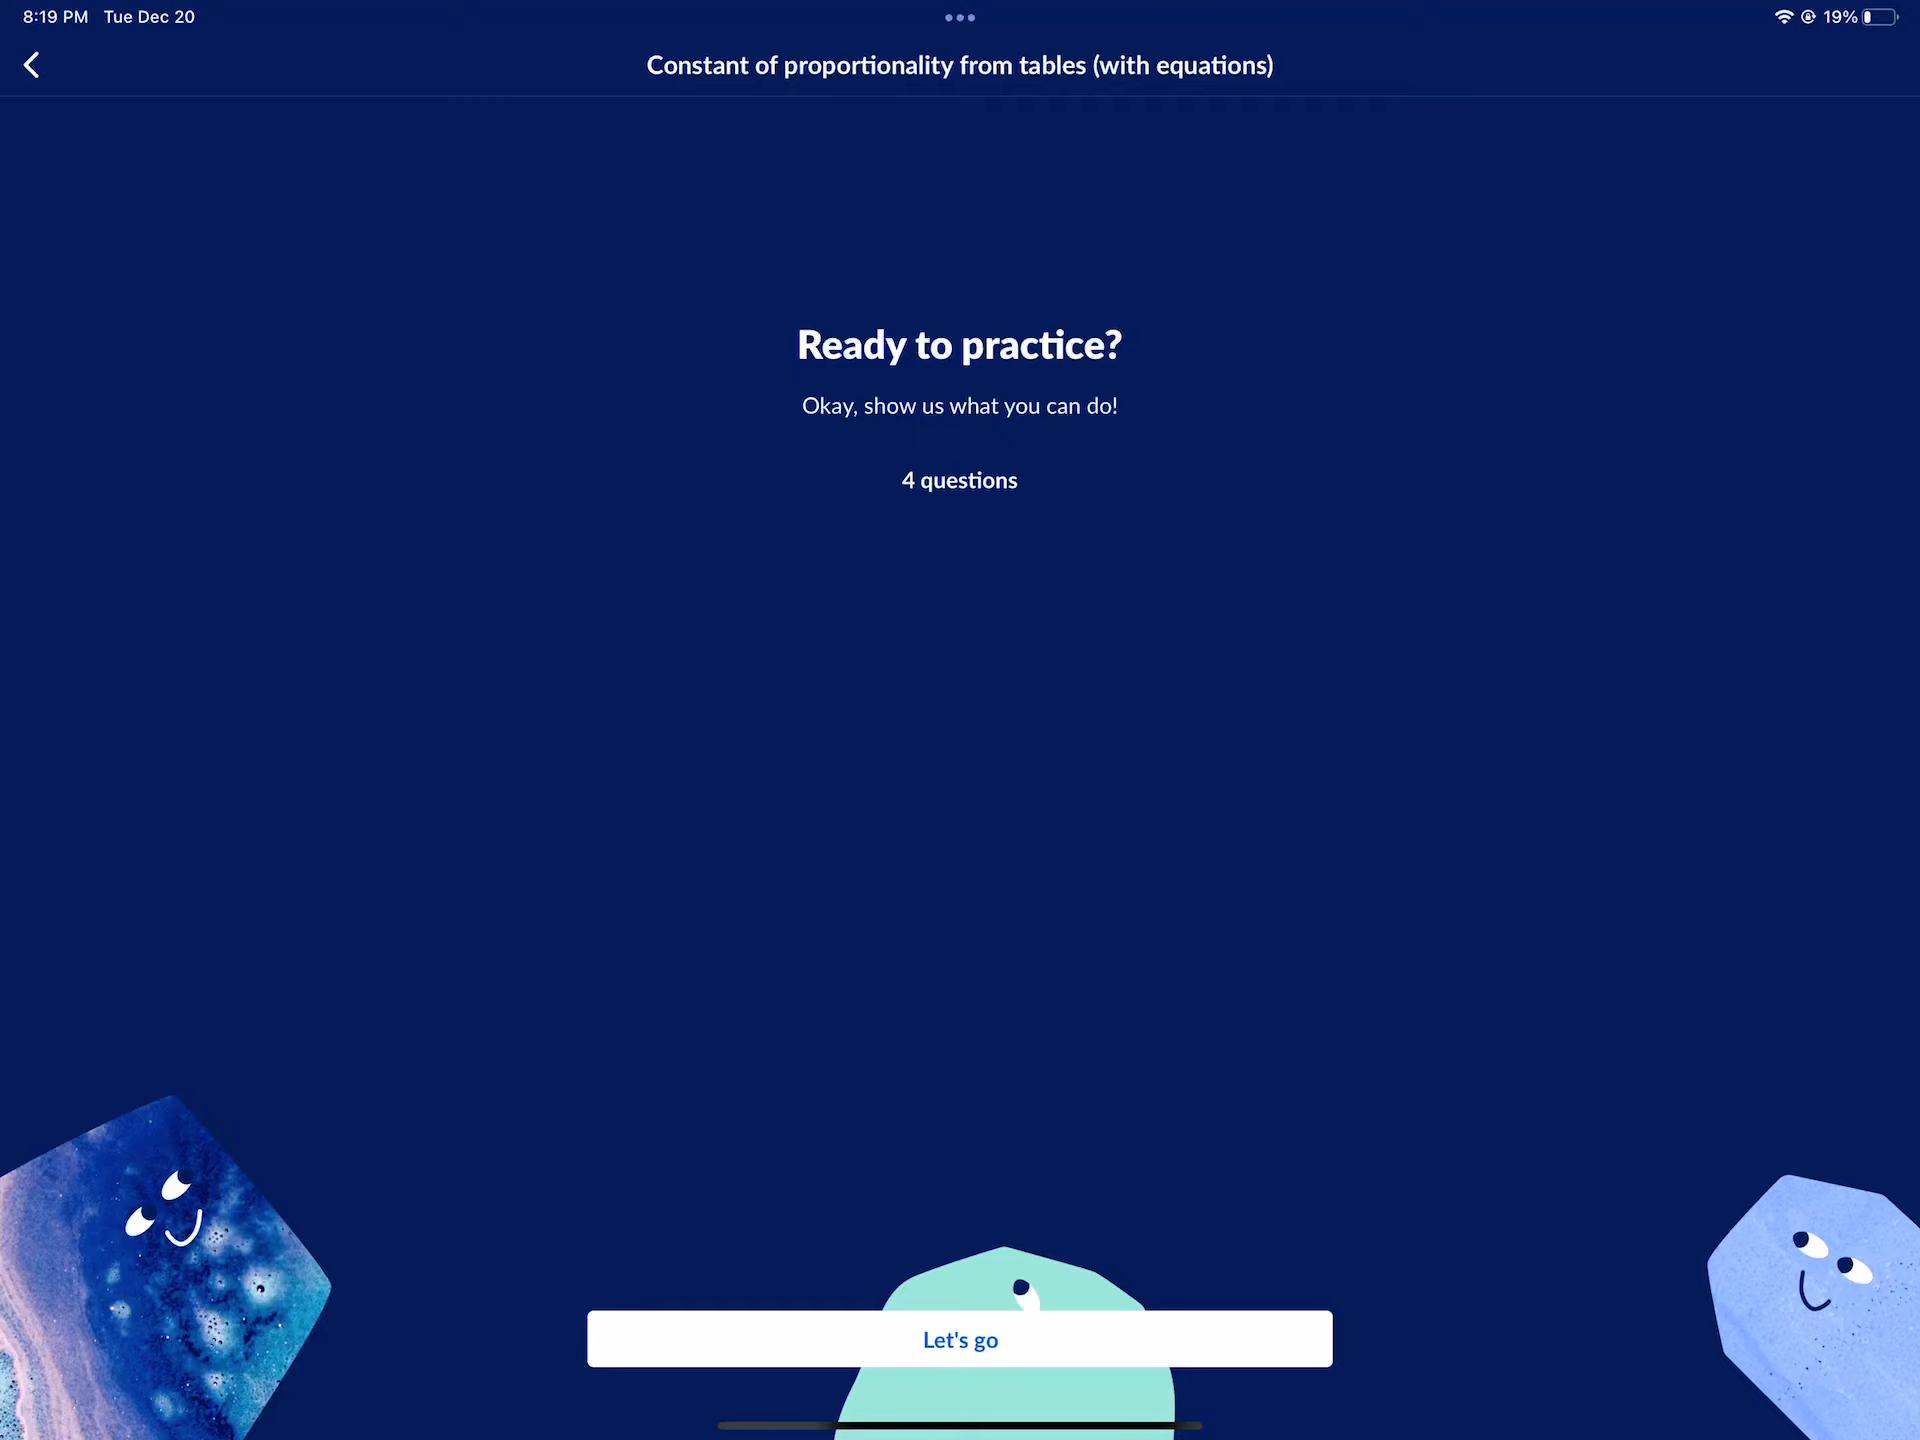 8:19 PM Tue Dec 20
19%
Constant of proportionality from tables (with equations)
Ready to practice?
Okay, show us what you can do!
4 questions
Let's go